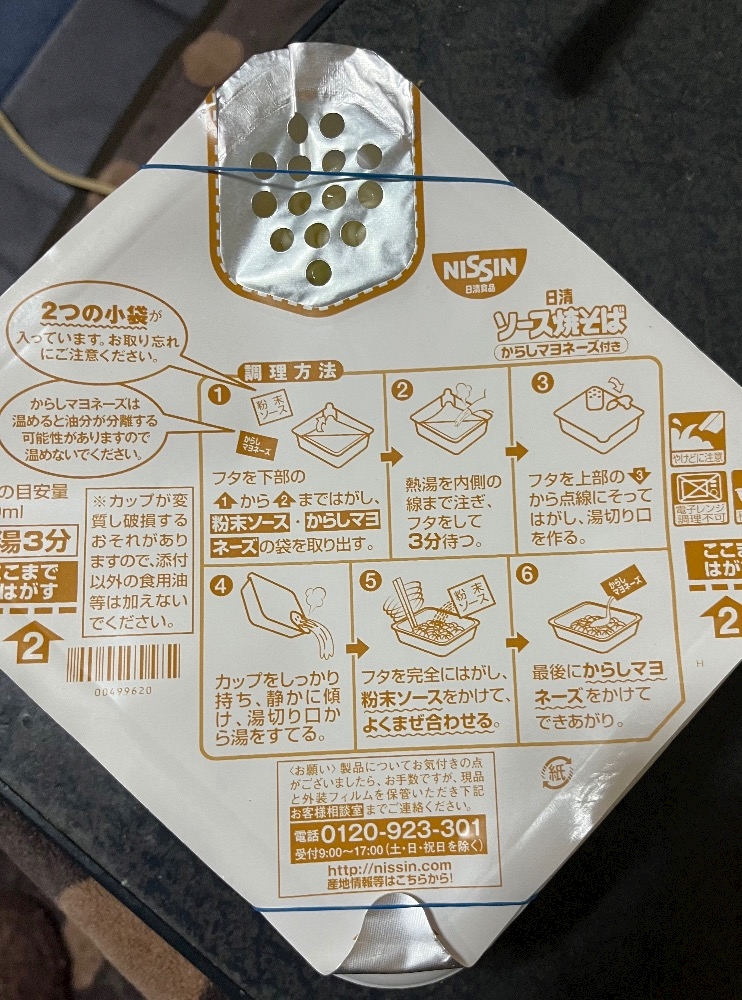 NISSIN
日清食品
日清
ソース焼そば
からしマヨネーズ付き
2つの小袋が
入っています。お取り忘れ
にご注意ください。
からしマヨネーズは
温めると油分が分離する
可能性がありますので
温めないでください。
調理方法
1
粉末
ソース
からし
マヨネーズ
フタを下部の
1から2まではがし、
粉末ソース・からしマヨ
ネーズの袋を取り出す。
2
熱湯を内側の
線まで注ぎ、
フタをして
3分待つ。
3
フタを上部の3
から点線にそって
はがし、湯切り口
を作る。
4
カップをしっかり
持ち、静かに傾
け、湯切り口か
ら湯をすてる。
5
粉末
ソース
フタを完全にはがし、
粉末ソースをかけて、
よくまぜ合わせる。
6
からし
マヨネーズ
最後にからしマヨ
ネーズをかけて
できあがり。
の目安量
ml
湯3分
ここまで
はがす
2
※カップが変
質し破損する
おそれがあり
ますので、添付
以外の食用油
等は加えない
でください。
00499620
やけどに注意
電子レンジ
調理不可
ここま
はが
2
H
紙
〈お願い〉製品についてお気付きの点
がございましたら、お手数ですが、現品
と外装フィルムを保管いただき下記
お客様相談室までご連絡ください。
電話0120-923-301
受付9:00〜17:00(土・日・祝日を除く)
http://nissin.com
産地情報等はこちらから!